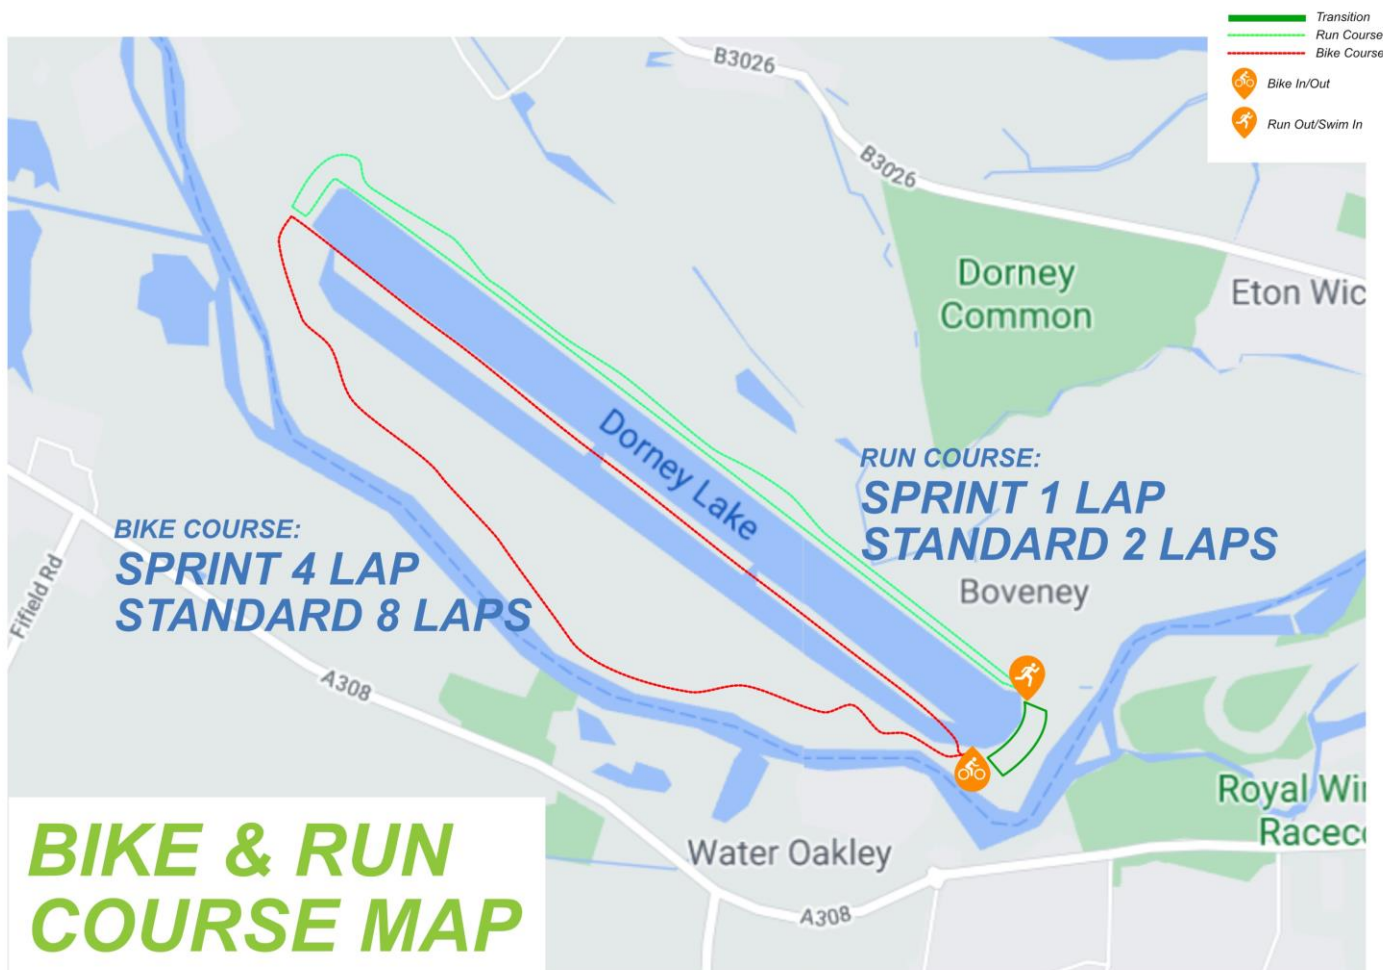 Transition
Run Course
Bike Course
Bike In/Out
Run Out/Swim In
B3026
B3026
Dorney
Common
Eton Wic
Dorney Lake
RUN COURSE:
SPRINT 1 LAP
STANDARD 2 LAPS
BIKE COURSE:
SPRINT 4 LAP
STANDARD 8 LAPS
Boveney
Fifield Rd
A308
Royal Wi
Racec
Water Oakley
A308
BIKE & RUN
COURSE MAP